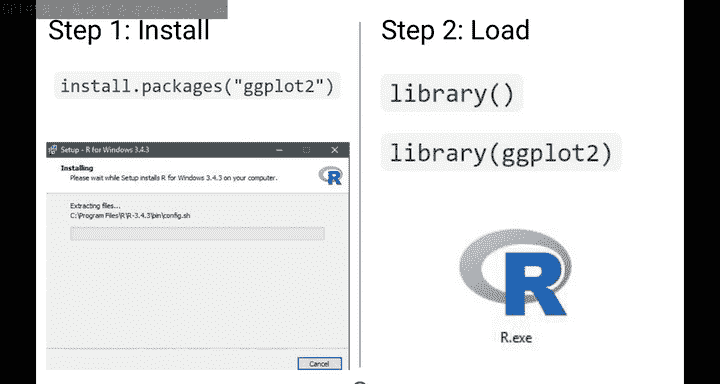 Step 1: Install
install.packages("ggplot2")
Setup - R for Windows 3.4.3
Installing
Please wait while Setup installs R for Windows 3.4.3 on your computer.
R
Extracting files...
C:\Program Files\R\R-3.4.3\bin\config.sh
Cancel
Step 2: Load
library()
library(ggplot2)
R
R.exe